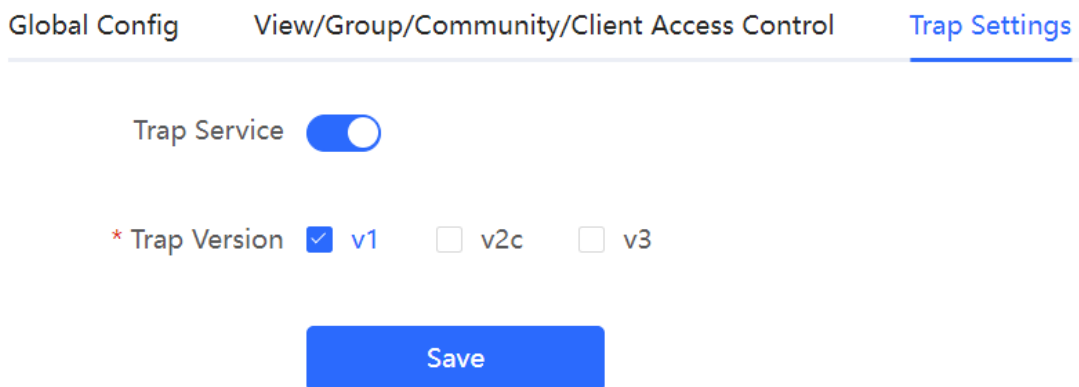 Global Config View/Group/Community/Client Access Control Trap Settings
Trap Service
* Trap Version v1 v2c v3
Save